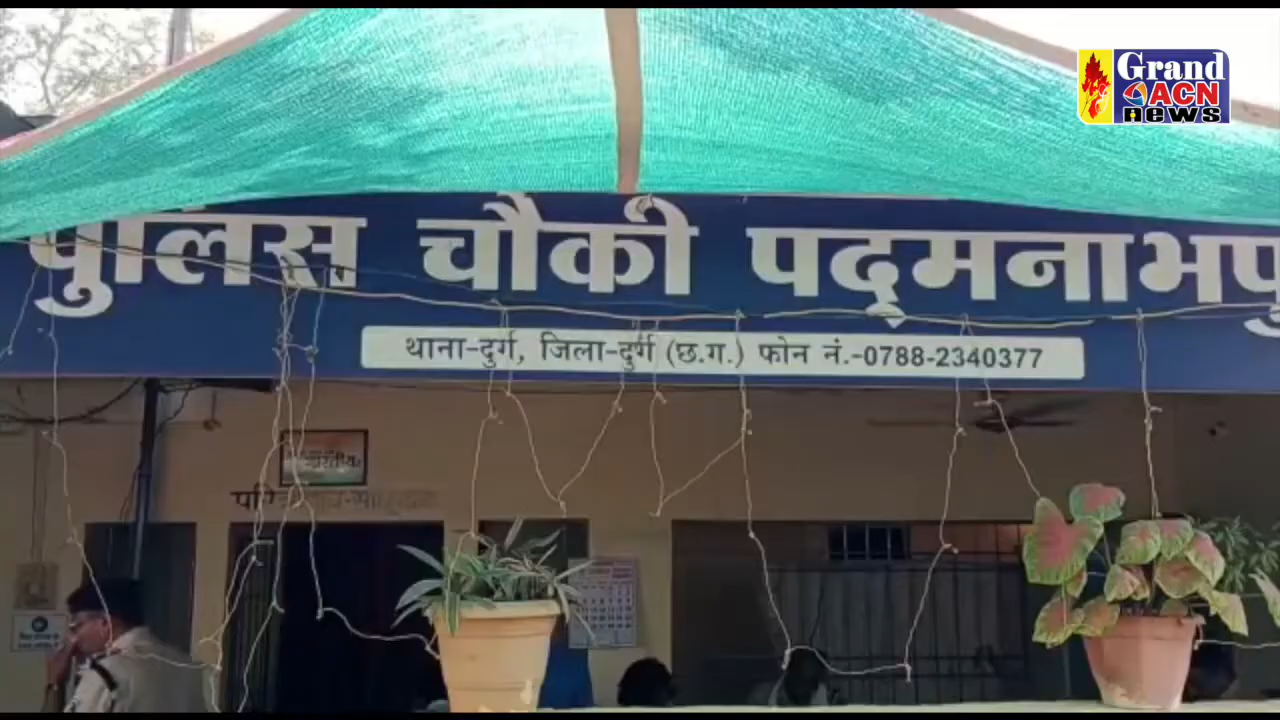 Grand
ACN
news
पुलिस चौकी पद्मनाभपु
थाना-दुर्ग, जिला-दुर्ग (छ.ग.) फोन नं.-0788-2340377